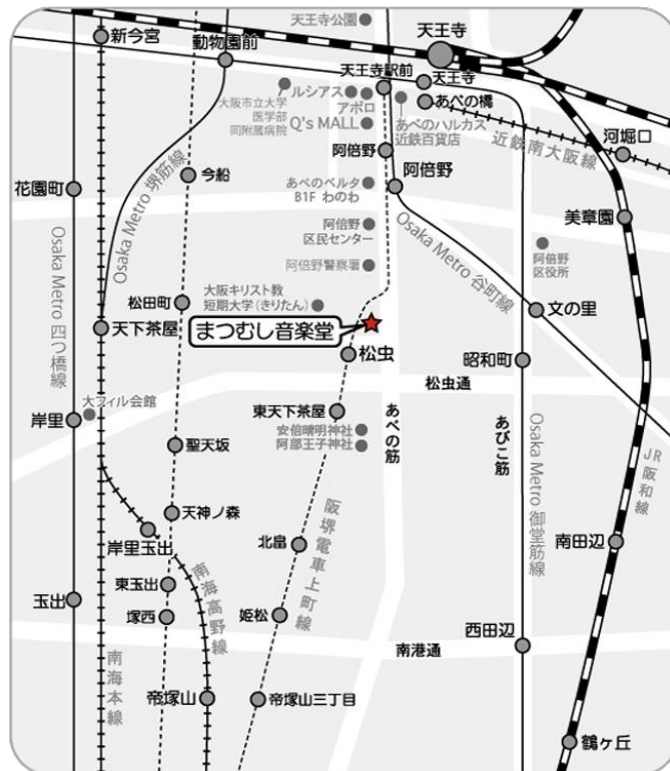 天王寺公園
新今宮
天王寺
動物園前
天王寺駅前
天王寺
大阪市立大学
医学部
同附属病院
ルシアス
アポロ
Q's MALL
あべの橋
あべのハルカス
近鉄百貨店
近鉄南大阪線
河堀口
阿倍野
阿倍野
今船
花園町
Osaka Metro 堺筋線
あべのベルタ
B1F わのわ
美章園
阿倍野
区民センター
Osaka Metro 谷町線
阿倍野
区役所
阿倍野警察署
Osaka Metro 四つ橋線
松田町
大阪キリスト教
短期大学(きりたん)
文の里
天下茶屋
まつむし音楽堂
松虫
昭和町
松虫通
大フィル会館
岸里
東天下茶屋
安倍晴明神社
阿部王子神社
あべの筋
あびこ筋
Osaka Metro 御堂筋線
JR阪和線
聖天坂
天神ノ森
阪堺電車上町線
岸里玉出
北畠
南田辺
東玉出
南海高野線
玉出
塚西
姫松
西田辺
南港通
南海本線
帝塚山
帝塚山三丁目
鶴ヶ丘